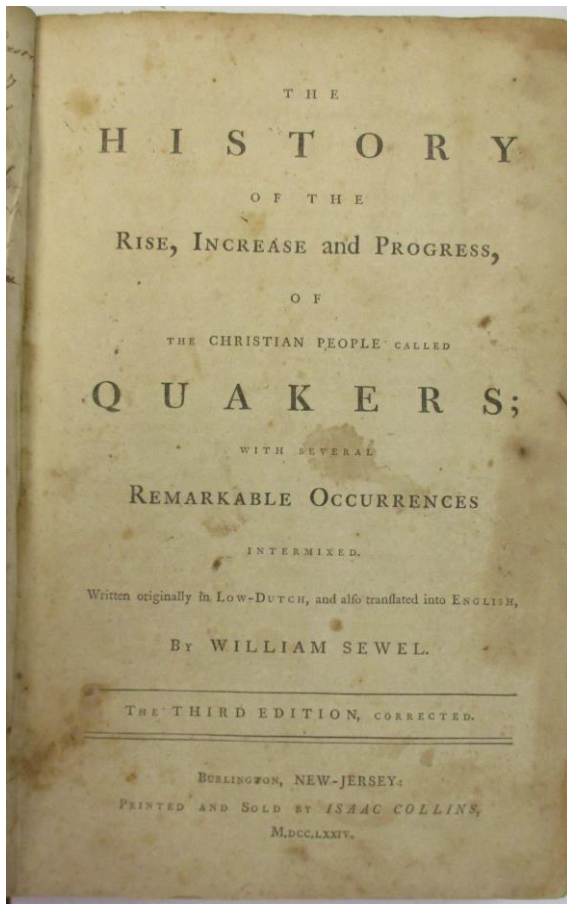 THE
HISTORY
OF THE
RISE, INCREASE and PROGRESS,
OF
THE CHRISTIAN PEOPLE CALLED
QUAKERS;
WITH SEVERAL
REMARKABLE OCCURRENCES
INTERMIXED.
Written originally in LOW-DUTCH, and alſo tranſlated into ENGLISH,
BY WILLIAM SEWEL.
THE THIRD EDITION, CORRECTED.
BURLINGTON, NEW-JERSEY:
PRINTED AND SOLD BY ISAAC COLLINS,
M.DCC.LXXIV.